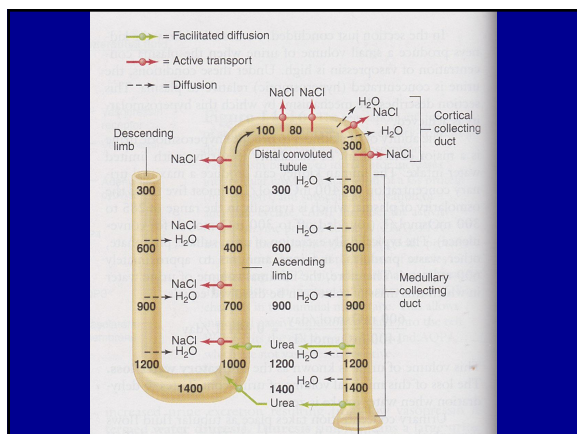 = Facilitated diffusion
= Active transport
= Diffusion
NaCl NaCl
H₂O
NaCl
H₂O
NaCl
Cortical
collecting
duct
Descending
limb
100 80
300
Distal convoluted
tubule
NaCl
300
100
300
H₂O
300
NaCl
H₂O
600
400
600
H₂O
600
Ascending
limb
NaCl
H₂O
900
700
900
H₂O
900
Medullary
collecting
duct
NaCl
H₂O
1200
1000
Urea
1200
H₂O
1200
1400
1400
H₂O
1400
Urea